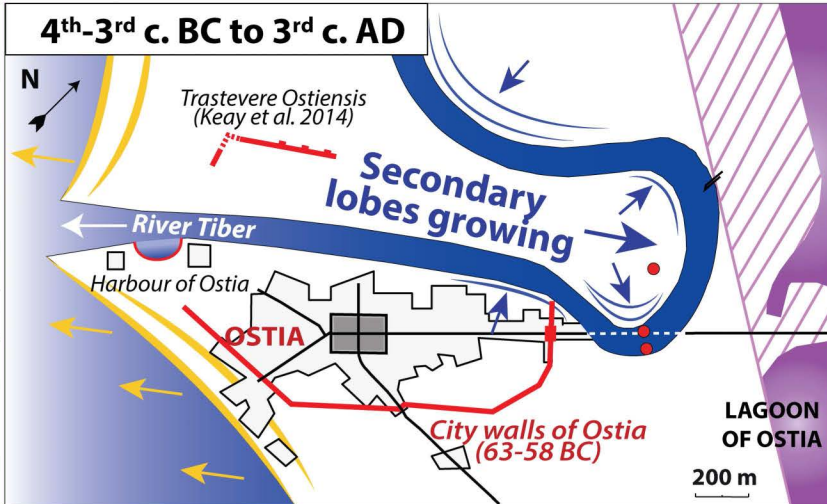 4th-3rd c. BC to 3rd c. AD
N
Trastevere Ostiensis
(Keay et al. 2014)
Secondary
lobes growing
River Tiber
Harbour of Ostia
OSTIA
City walls of Ostia
(63-58 BC)
LAGOON
OF OSTIA
200 m